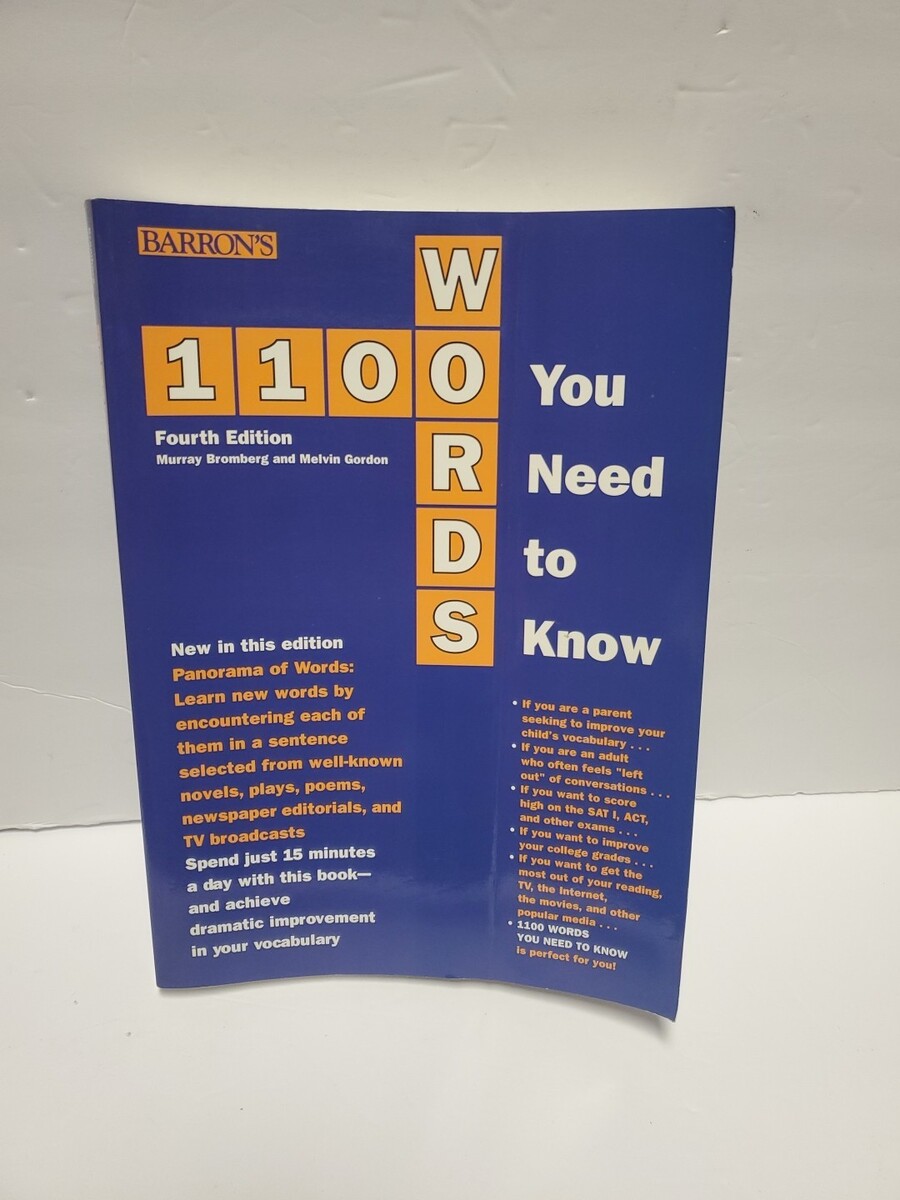 BARRON'S
WORDS
1100
You
Need
to
Know
Fourth Edition
Murray Bromberg and Melvin Gordon
New in this edition
Panorama of Words:
Learn new words by
encountering each of
them in a sentence
selected from well-known
novels, plays, poems,
newspaper editorials, and
TV broadcasts
Spend just 15 minutes
a day with this book—
and achieve
dramatic improvement
in your vocabulary
• If you are a parent
seeking to improve your
child's vocabulary . . .
• If you are an adult
who often feels "left
out" of conversations . . .
• If you want to score
high on the SAT I, ACT,
and other exams . . .
• If you want to improve
your college grades . . .
• If you want to get the
most out of your reading,
TV, the Internet,
the movies, and other
popular media . . .
• 1100 WORDS
YOU NEED TO KNOW
is perfect for you!